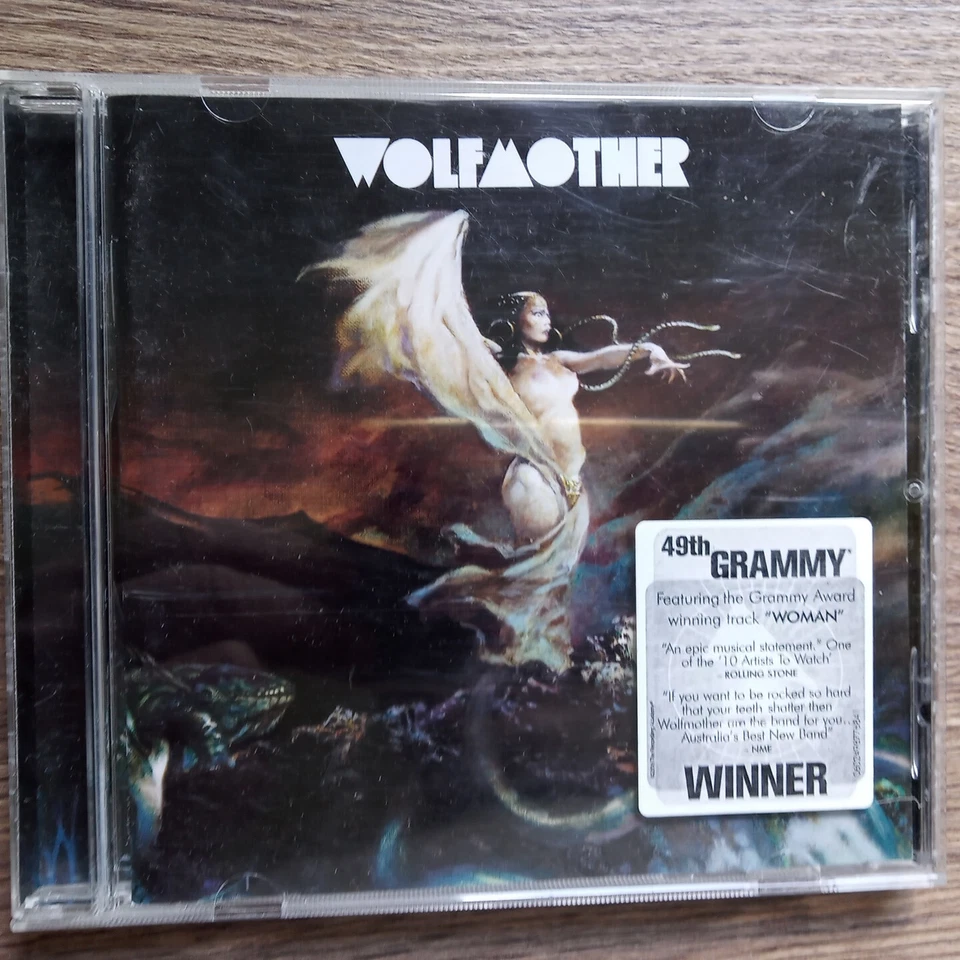 WOLFMOTHER
49th
GRAMMY
Featuring the Grammy Award
winning track "WOMAN"
"An epic musical statement." One
of the '10 Artists To Watch'
- ROLLING STONE
"If you want to be rocked so hard
that your teeth shatter then
Wolfmother are the band for you...
Australia's Best New Band"
- NME
WINNER